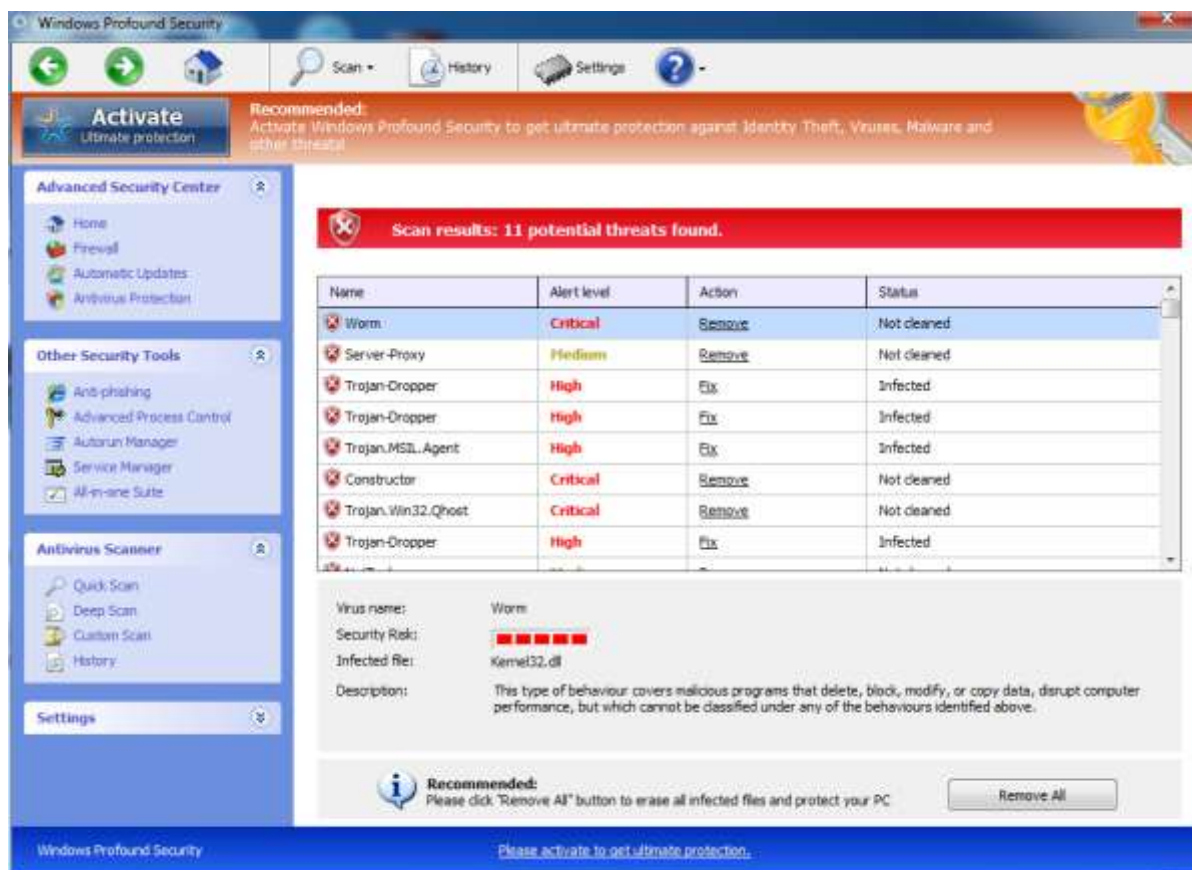 Windows Profound Security
Scan
History
Settings
?
Activate
Ultimate protection
Recommended:
Activate Windows Profound Security to get ultimate protection against Identity Theft, Viruses, Malware and
other threats!
Advanced Security Center
Home
Firewall
Automatic Updates
Antivirus Protection
Other Security Tools
Anti-phishing
Advanced Process Control
Autorun Manager
Service Manager
All-in-one Suite
Antivirus Scanner
Quick Scan
Deep Scan
Custom Scan
History
Settings
Scan results: 11 potential threats found.
Name Alert level Action Status
Worm Critical Remove Not cleaned
Server-Proxy Medium Remove Not cleaned
Trojan-Dropper High Fix Infected
Trojan-Dropper High Fix Infected
Trojan.MSIL.Agent High Fix Infected
Constructor Critical Remove Not cleaned
Trojan.Win32.Qhost Critical Remove Not cleaned
Trojan-Dropper High Fix Infected
Virus name: Worm
Security Risk:
Infected file: Kernel32.dll
Description: This type of behaviour covers malicious programs that delete, block, modify, or copy data, disrupt computer
performance, but which cannot be classified under any of the behaviours identified above.
Recommended:
Please click "Remove All" button to erase all infected files and protect your PC
Remove All
Windows Profound Security
Please activate to get ultimate protection.